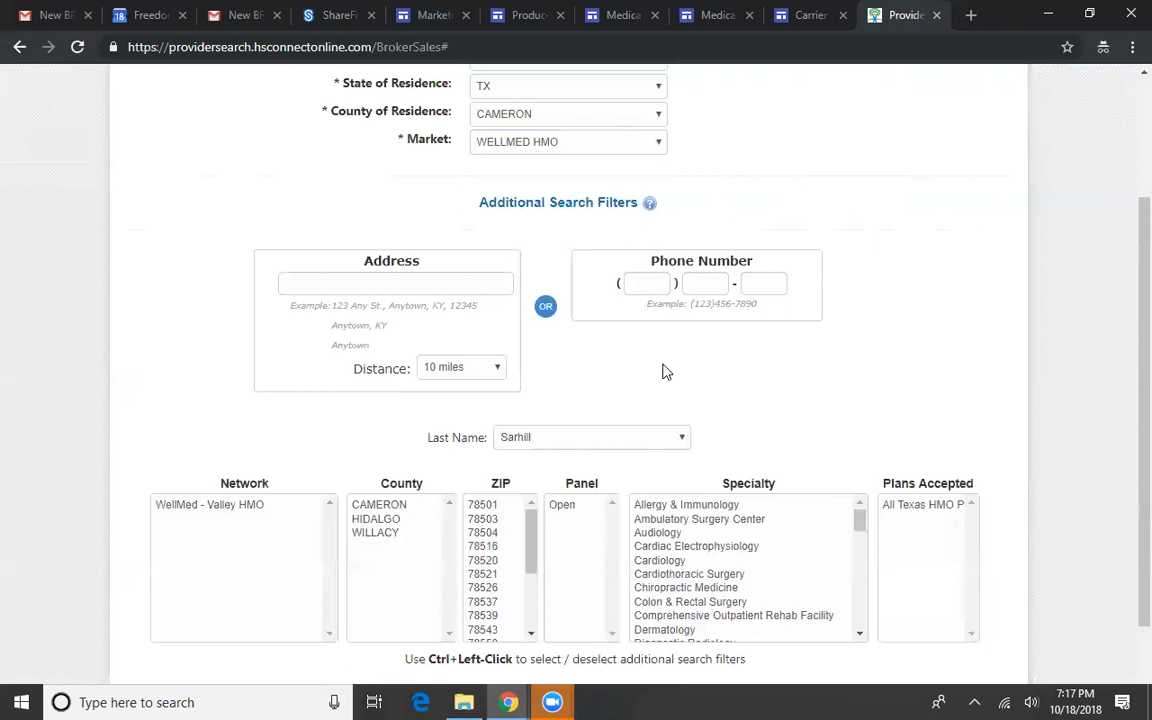 New BF
Freedo
New BF
ShareFi
Market
Produc
Medica
Medica
Carrier
Provide
https://providersearch.hsconnectonline.com/BrokerSales#
* State of Residence: TX
* County of Residence: CAMERON
* Market: WELLMED HMO
Additional Search Filters ?
Address
Phone Number
( ) -
Example: 123 Any St., Anytown, KY, 12345
OR
Example: (123)456-7890
Anytown, KY
Anytown
Distance: 10 miles
Last Name: Sarhill
Network County ZIP Panel Specialty Plans Accepted
WellMed - Valley HMO CAMERON 78501 Open Allergy & Immunology All Texas HMO P
HIDALGO 78503 Ambulatory Surgery Center
WILLACY 78504 Audiology
78516 Cardiac Electrophysiology
78520 Cardiology
78521 Cardiothoracic Surgery
78526 Chiropractic Medicine
78537 Colon & Rectal Surgery
78539 Comprehensive Outpatient Rehab Facility
78543 Dermatology
Use Ctrl+Left-Click to select / deselect additional search filters
Type here to search
7:17 PM
10/18/2018